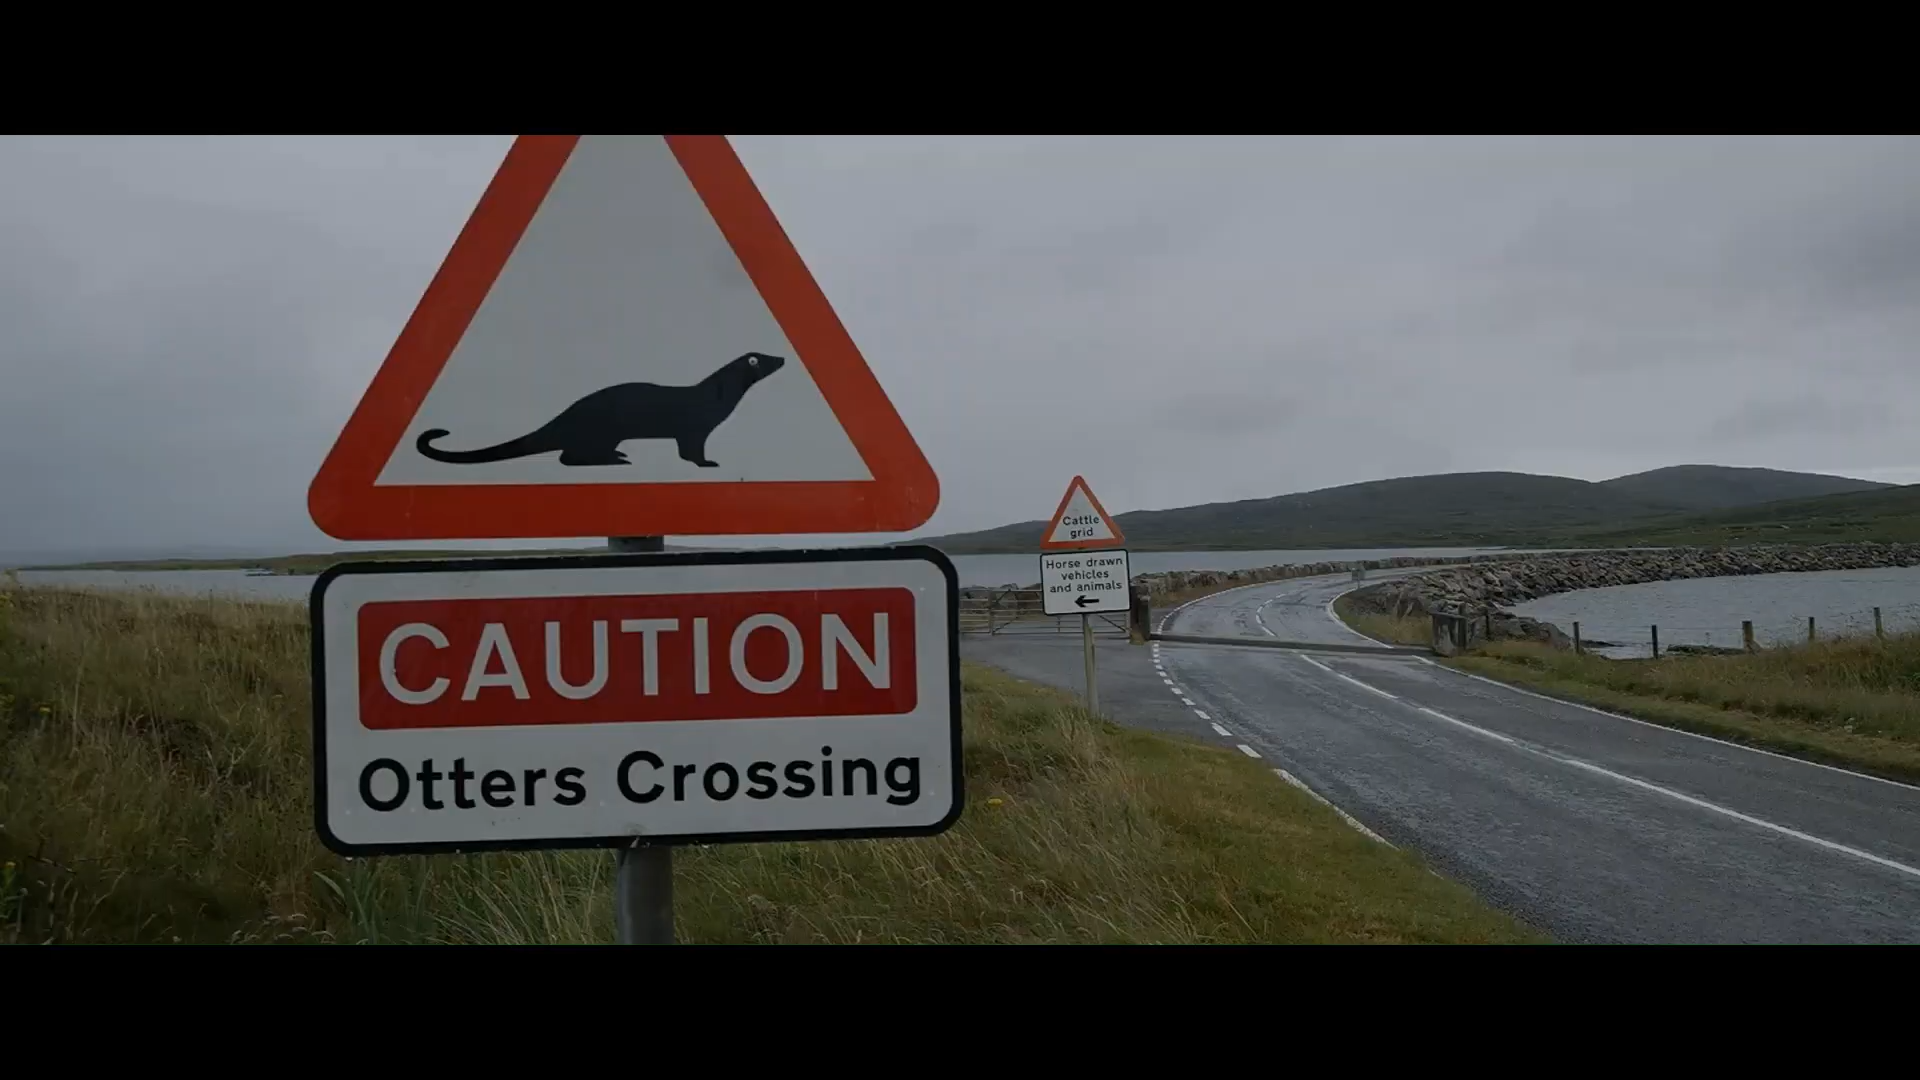 CAUTION
Otters Crossing
Cattle
grid
Horse drawn
vehicles
and animals